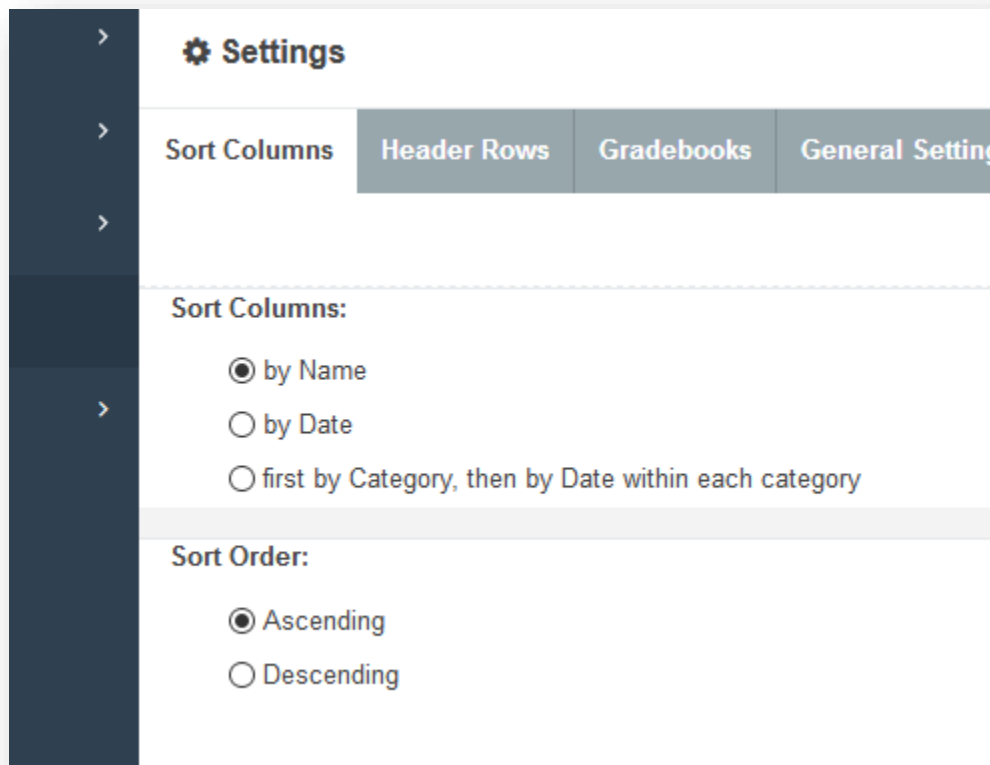 Settings
Sort Columns Header Rows Gradebooks General
Sort Columns:
by Name
by Date
first by Category, then by Date within each category
Sort Order:
Ascending
Descending